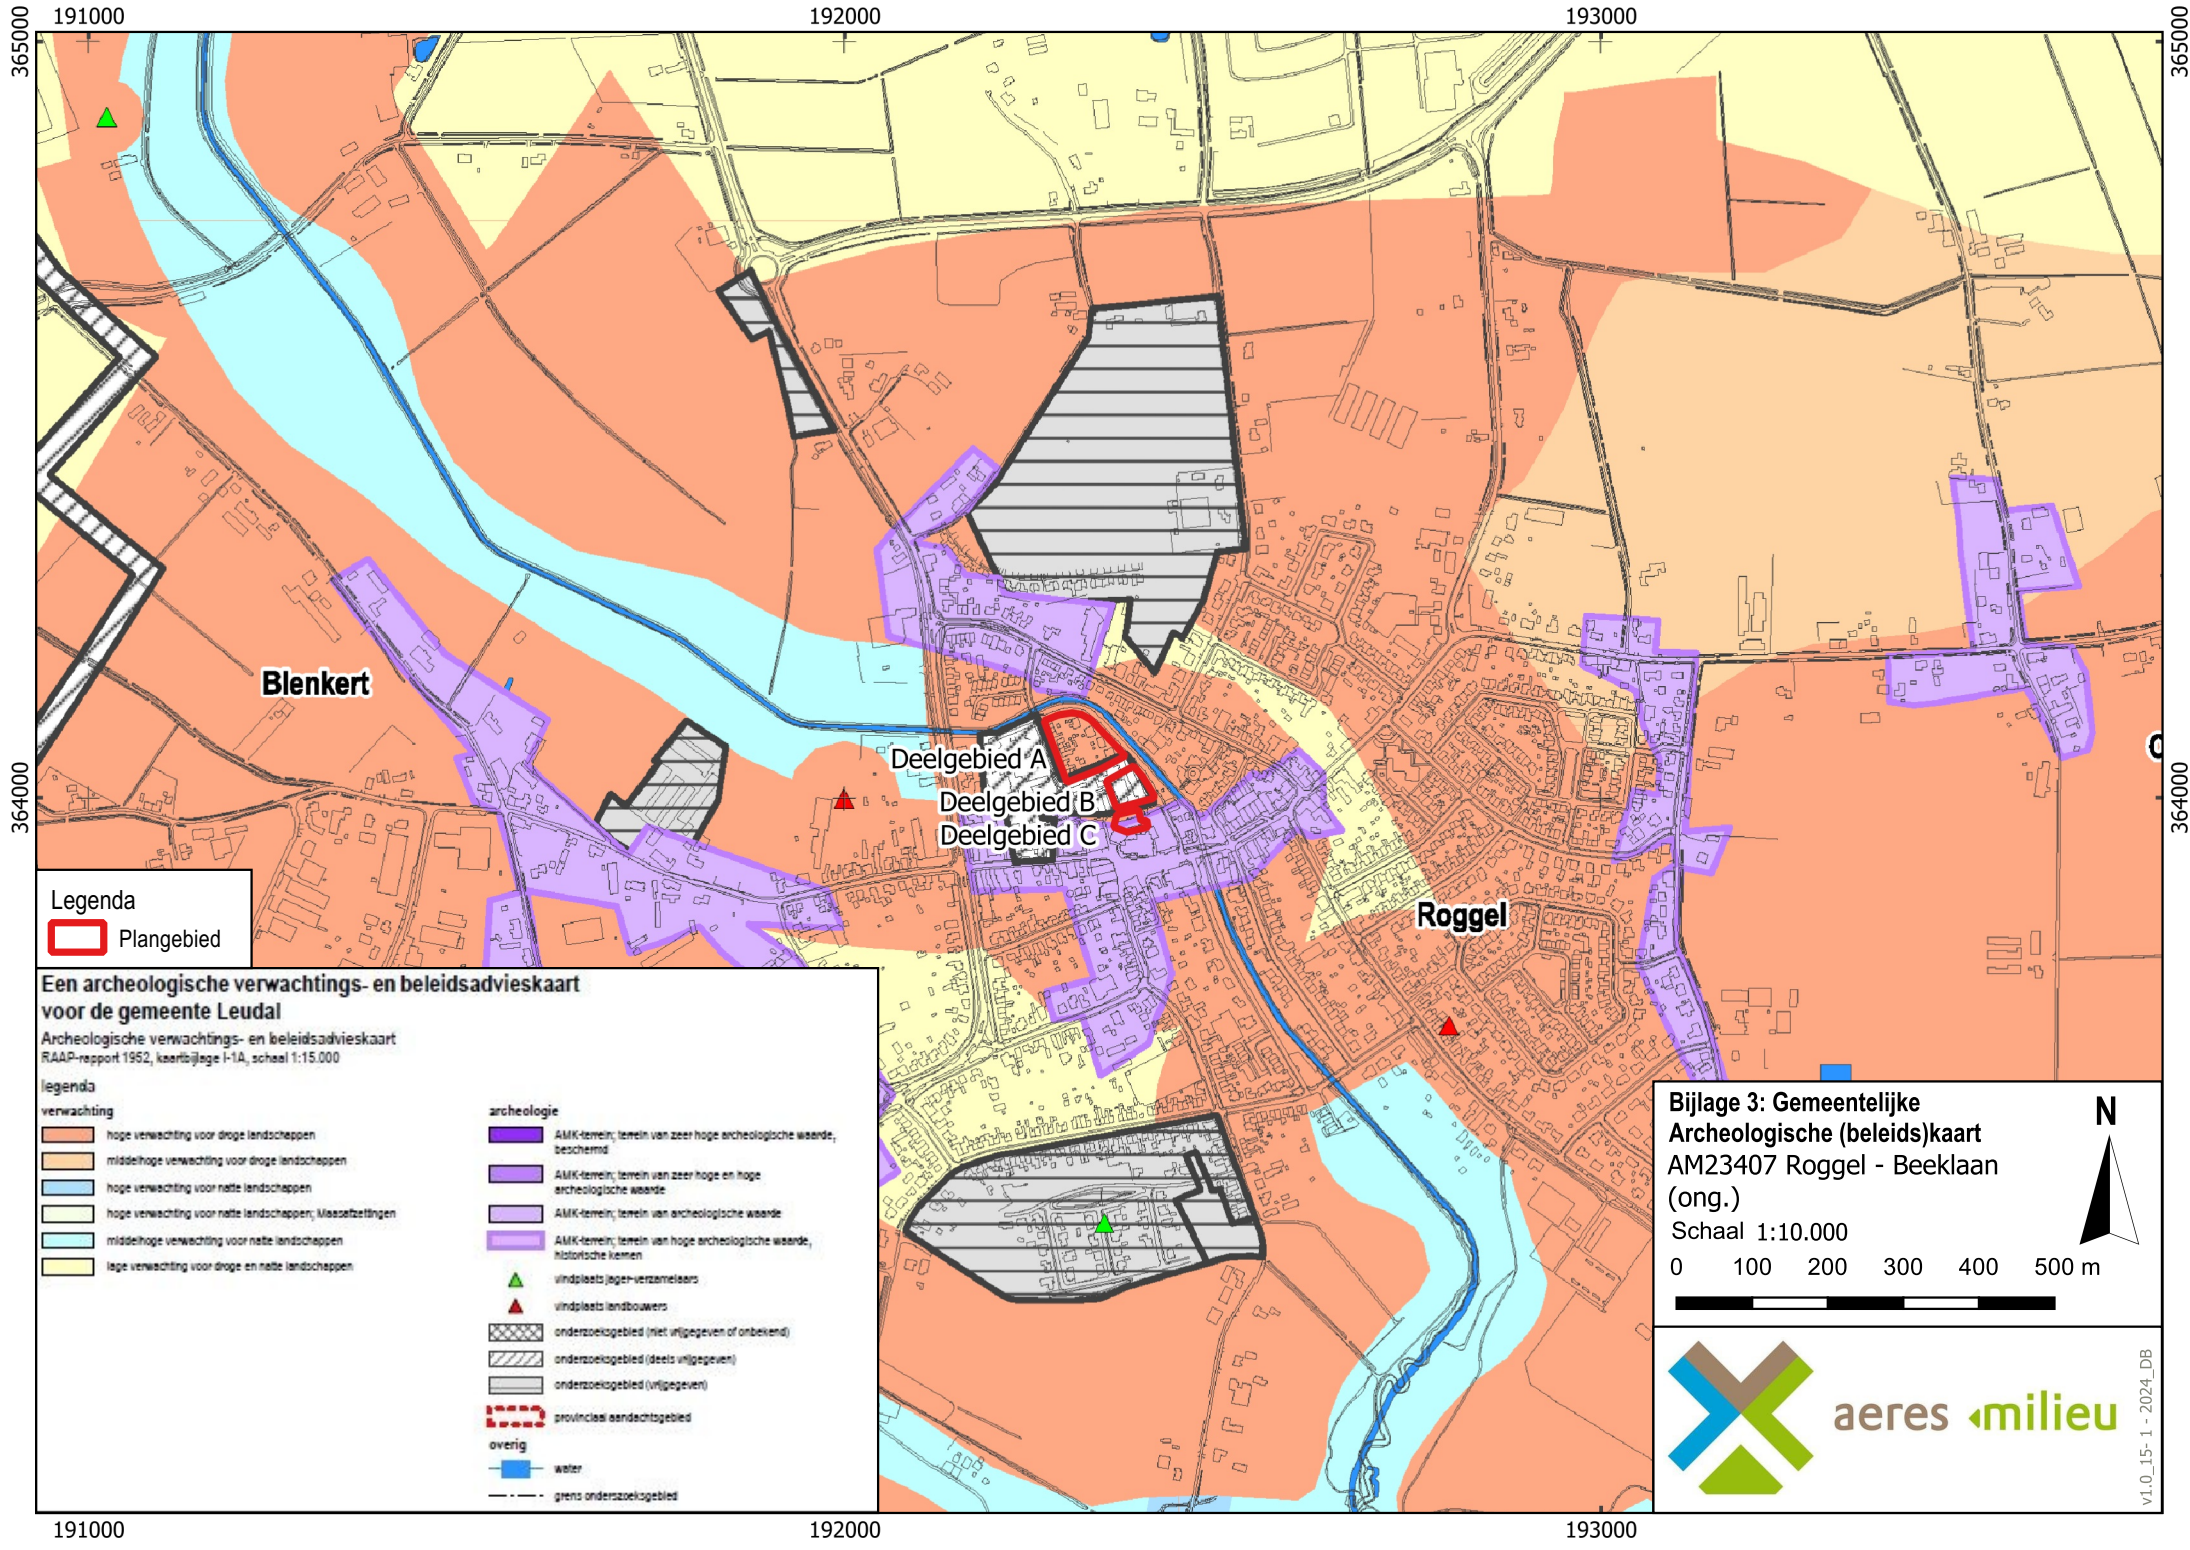 191000
192000
193000
365000
365000
Blenkert
Deelgebied A
Deelgebied B
Deelgebied C
364000
364000
Roggel
Legenda
Plangebied
Een archeologische verwachtings- en beleidsadvieskaart
voor de gemeente Leudal
Archeologische verwachtings- en beleidsadvieskaart
RAAP-rapport 1952, kaartbijlage I-1A, schaal 1:15.000
legenda
verwachting
hoge verwachting voor droge landschappen
middelhoge verwachting voor droge landschappen
hoge verwachting voor natte landschappen
hoge verwachting voor natte landschappen; Maasafzettingen
middelhoge verwachting voor natte landschappen
lage verwachting voor droge en natte landschappen
archeologie
AMK-terrein; terrein van zeer hoge archeologische waarde,
beschermd
AMK-terrein; terrein van zeer hoge en hoge
archeologische waarde
AMK-terrein; terrein van archeologische waarde
AMK-terrein; terrein van hoge archeologische waarde,
historische kernen
vindplaats jager-verzamelaars
vindplaats landbouwers
onderzoeksgebied (niet vrijgegeven of onbekend)
onderzoeksgebied (deels vrijgegeven)
onderzoeksgebied (vrijgegeven)
provinciaal aandachtsgebied
overig
water
grens onderszoeksgebied
Bijlage 3: Gemeentelijke
Archeologische (beleids)kaart
AM23407 Roggel - Beeklaan
(ong.)
Schaal 1:10.000
N
0 100 200 300 400 500 m
aeres milieu
v1.0_15- 1 - 2024_DB
191000
192000
193000